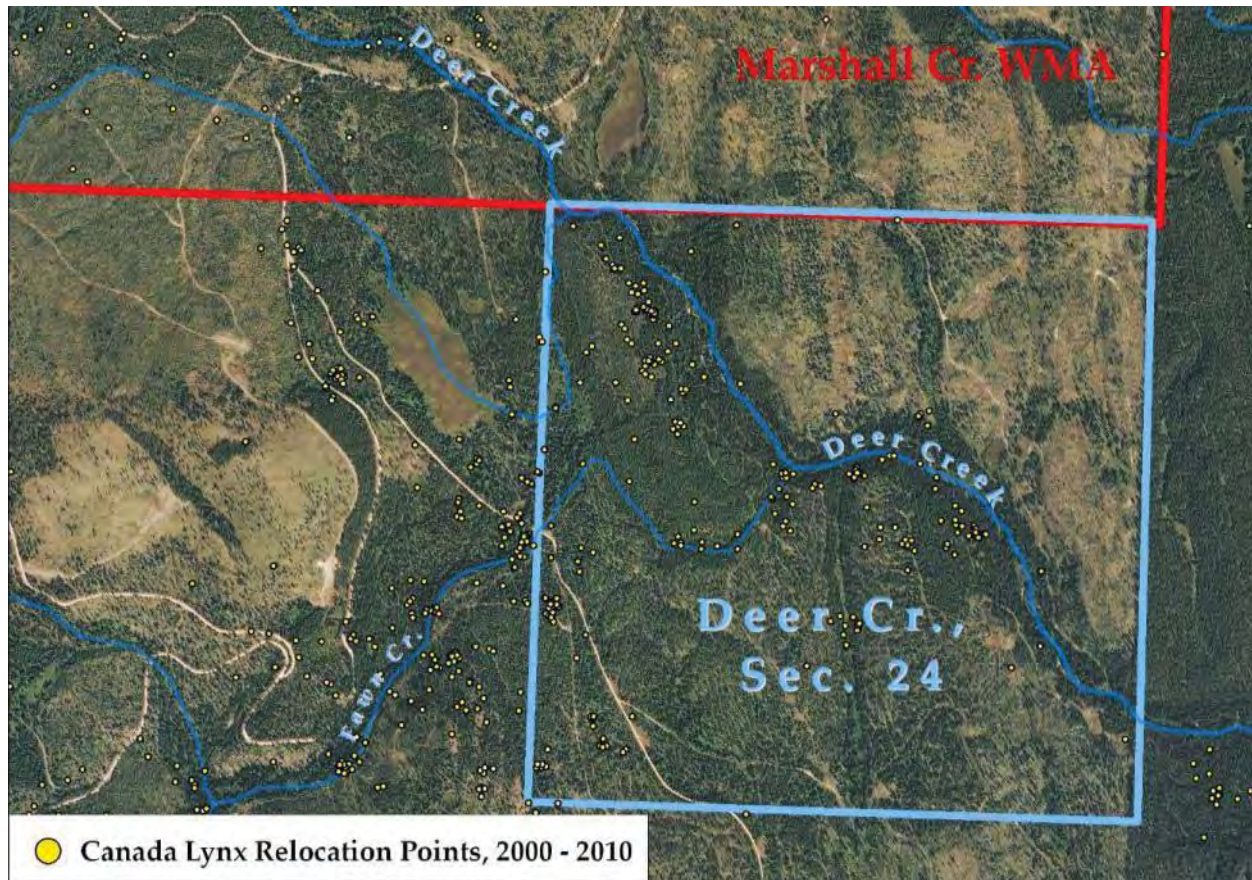 Marshall Cr. WMA
Deer Creek
Deer Creek
Deer Cr.,
Sec. 24
Fawn Cr.
Canada Lynx Relocation Points, 2000 - 2010